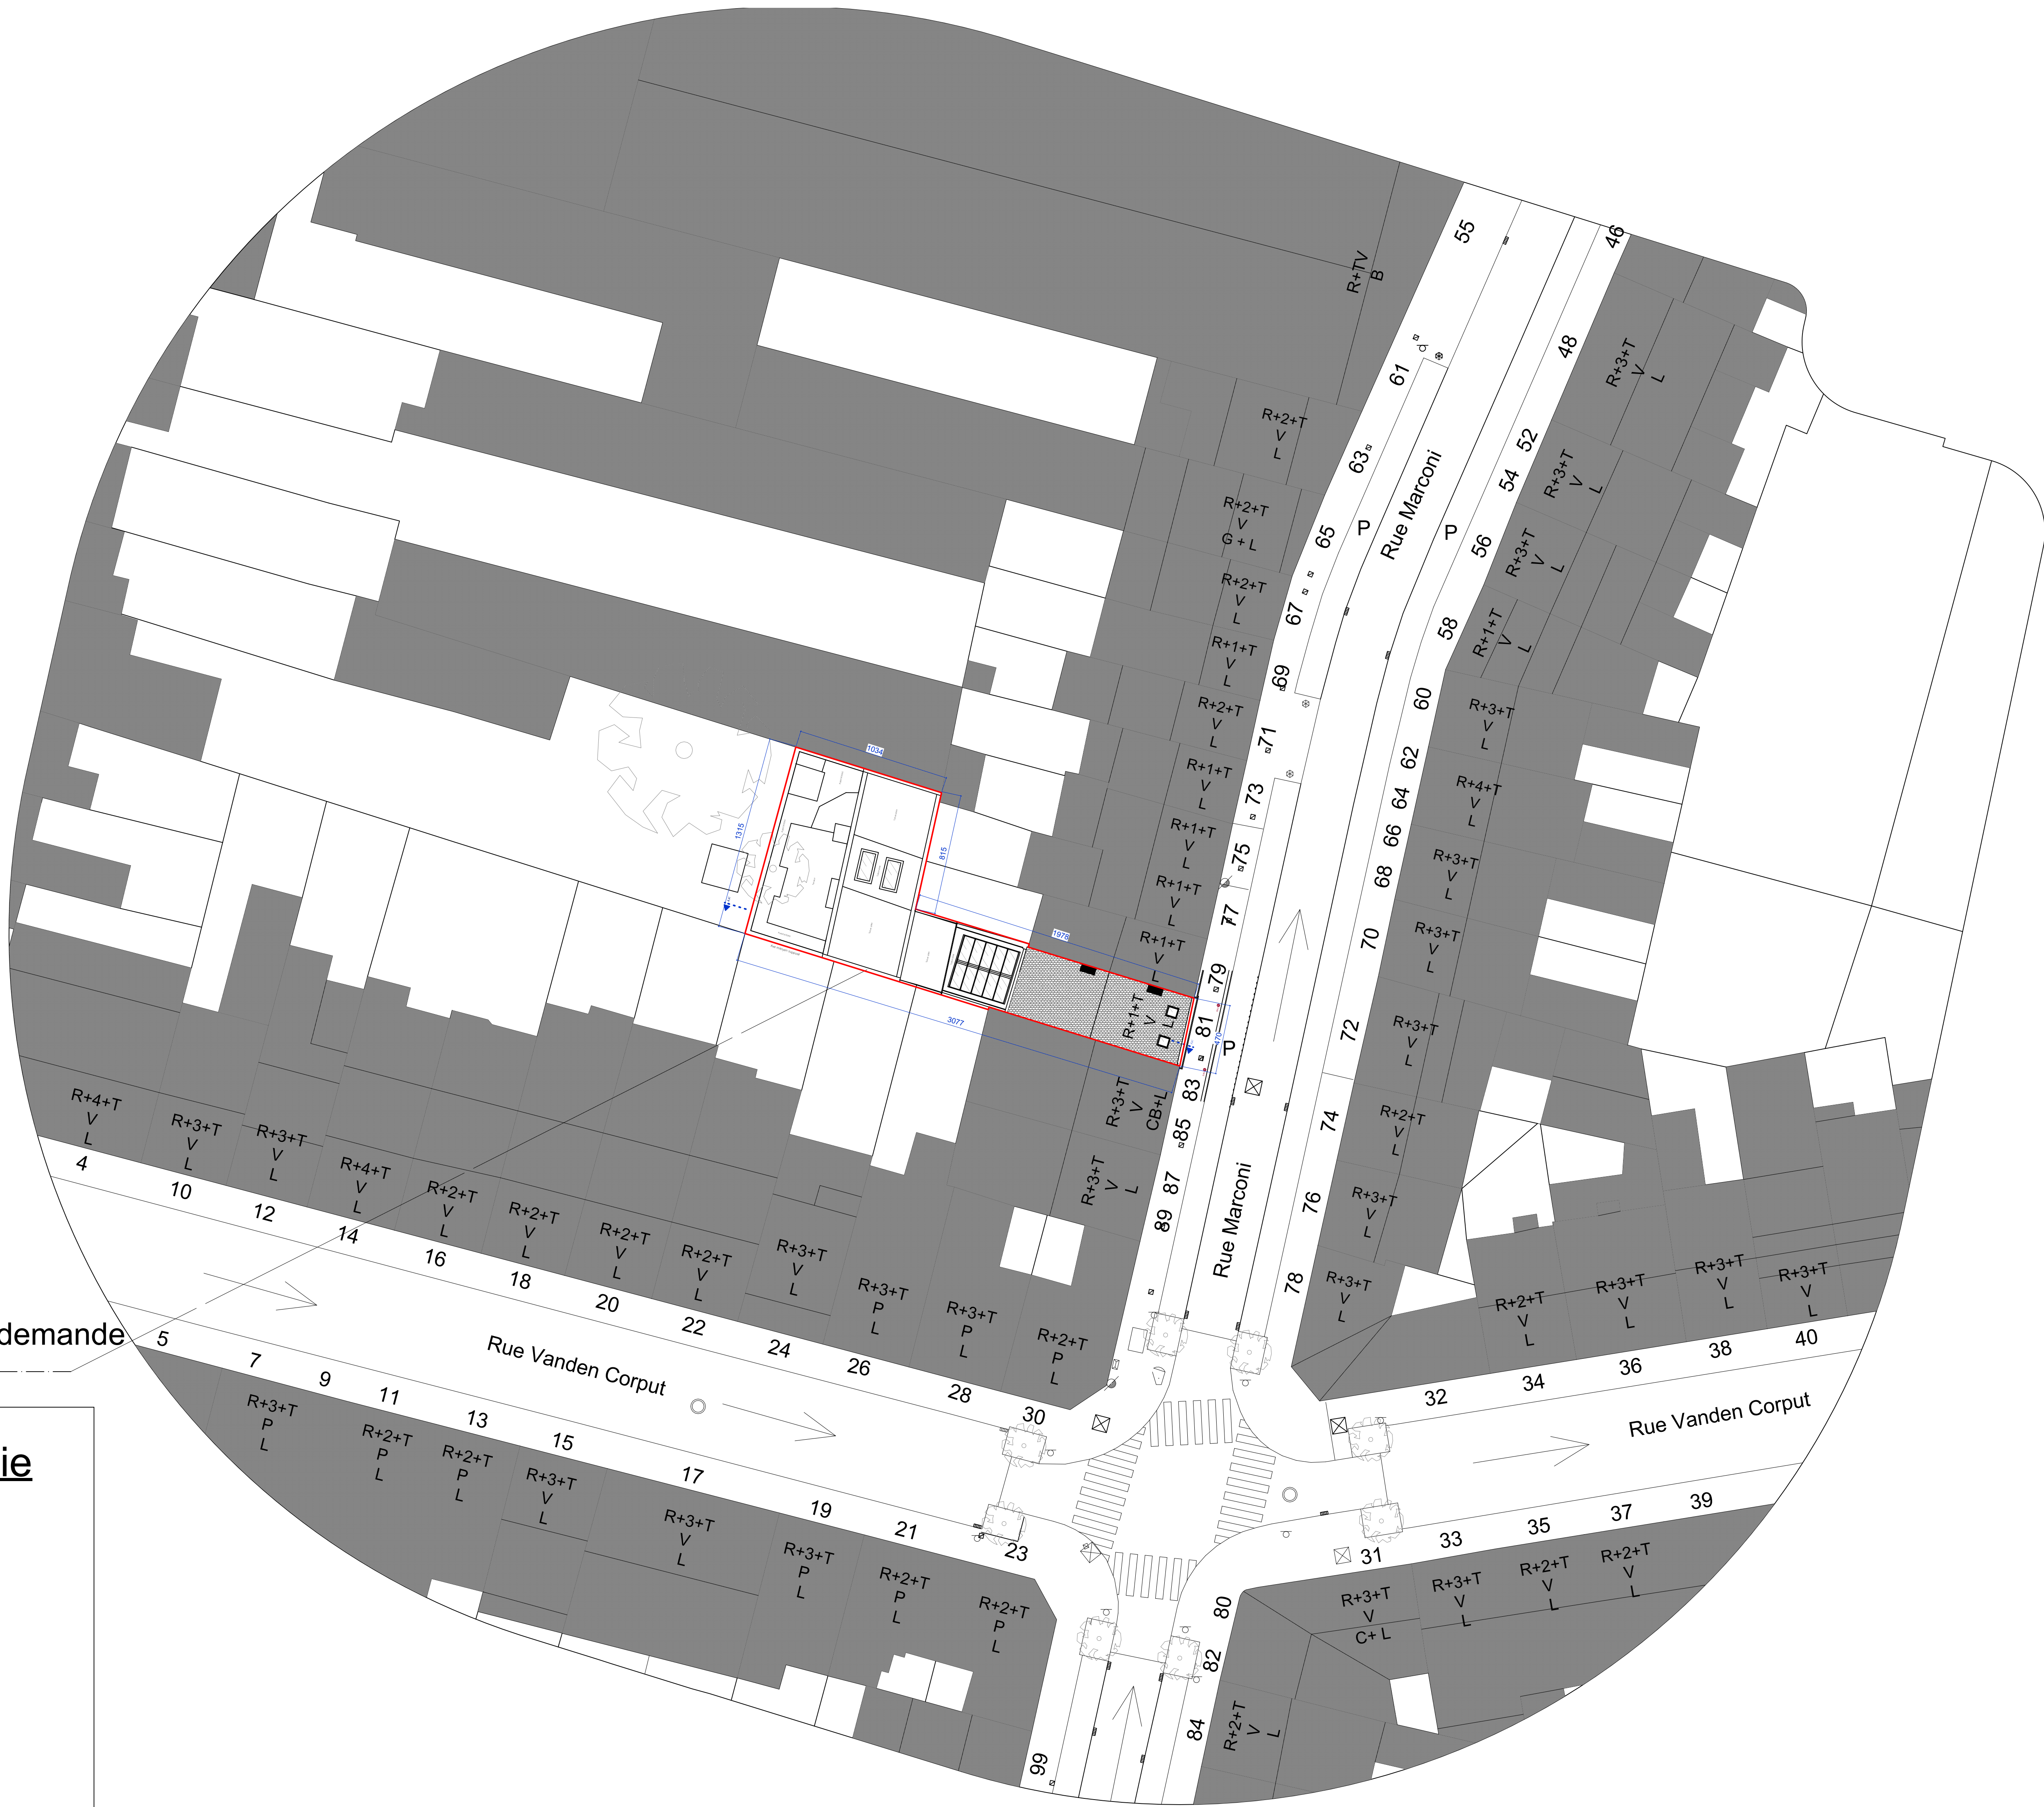 55
46
R+TV
B
R+3+T
V
L
48
61
R+2+T
V
L
63
52
Rue Marconi
54
R+3+T
V
L
R+2+T
V
G + L
65
P
P
56
R+3+T
V
L
R+2+T
V
L
67
58
R+1+T
V
L
R+1+T
V
L
69
60
R+3+T
V
L
R+2+T
V
L
71
62
R+1+T
V
L
73
64
R+4+T
V
L
66
R+1+T
V
L
75
68
R+3+T
V
L
R+1+T
V
L
77
70
R+3+T
V
L
R+1+T
V
L
79
1034
1315
815
1978
3077
470
R+1+T
V
L
81
P
72
R+3+T
V
L
R+3+T
V
CB+L
83
85
74
R+2+T
V
L
R+3+T
V
L
87
89
Rue Marconi
76
R+3+T
V
L
78
R+3+T
V
L
R+4+T
V
L
4
R+3+T
V
L
10
R+3+T
V
L
12
R+4+T
V
L
14
R+2+T
V
L
16
R+2+T
V
L
18
R+2+T
V
L
20
R+2+T
V
L
22
R+3+T
V
L
24
R+3+T
P
L
26
R+3+T
P
L
28
R+2+T
P
L
30
R+2+T
V
L
R+3+T
V
L
R+3+T
V
L
R+3+T
V
L
32
34
36
38
40
Rue Vanden Corput
Rue Vanden Corput
demande
ie
5
7
9
11
13
15
17
19
21
23
R+3+T
P
L
R+2+T
P
L
R+2+T
P
L
R+3+T
V
L
R+3+T
V
L
R+3+T
P
L
R+2+T
P
L
R+2+T
P
L
31
33
35
37
39
R+3+T
V
C+ L
R+3+T
V
L
R+2+T
V
L
R+2+T
V
L
80
82
84
R+2+T
V
L
99